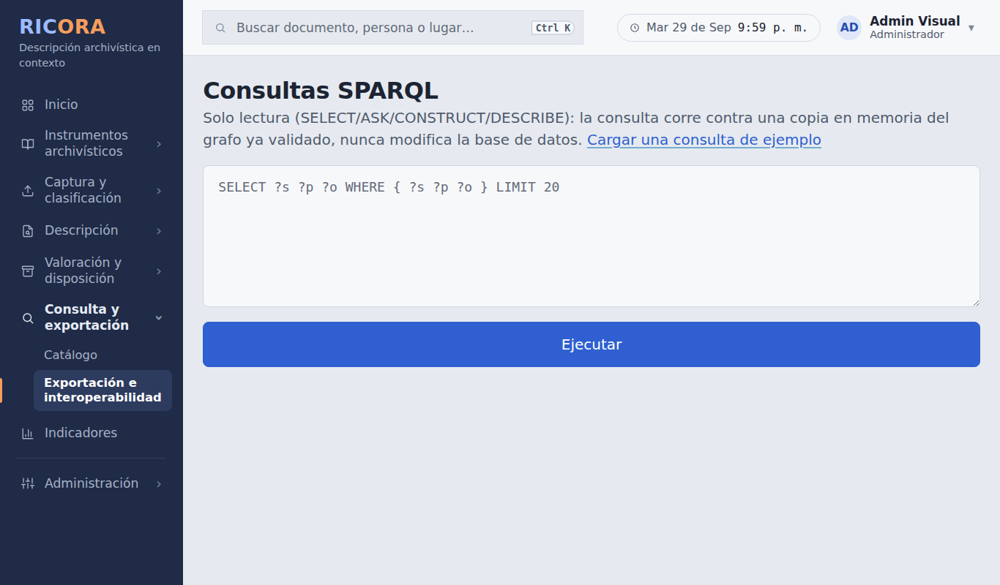 RICORA
Descripción archivística en
contexto
Inicio
Instrumentos
archivísticos
Captura y
clasificación
Descripción
Valoración y
disposición
Consulta y
exportación
Catálogo
Exportación e
interoperabilidad
Indicadores
Administración
Buscar documento, persona o lugar… Ctrl K
Mar 29 de Sep 9:59 p. m.
AD
Admin Visual
Administrador
Consultas SPARQL
Solo lectura (SELECT/ASK/CONSTRUCT/DESCRIBE): la consulta corre contra una copia en memoria del
grafo ya validado, nunca modifica la base de datos. Cargar una consulta de ejemplo
SELECT ?s ?p ?o WHERE { ?s ?p ?o } LIMIT 20
Ejecutar